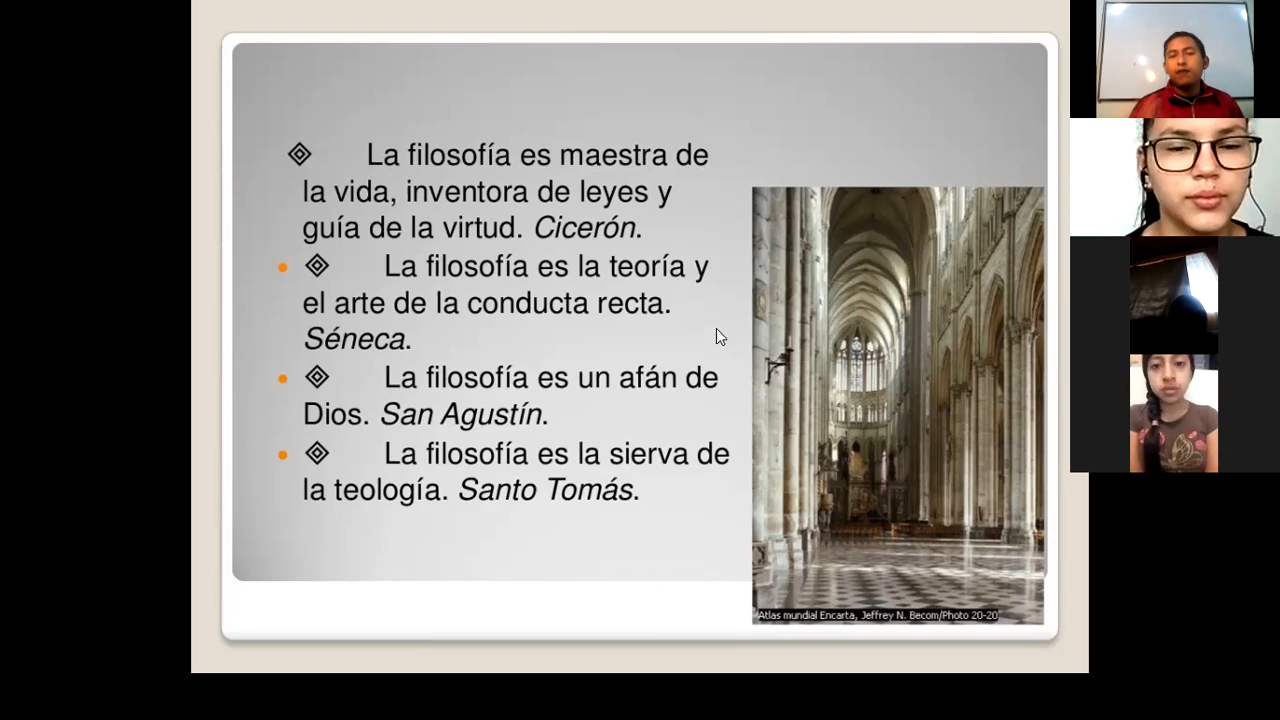 La filosofía es maestra de
la vida, inventora de leyes y
guía de la virtud. Cicerón.
La filosofía es la teoría y
el arte de la conducta recta.
Séneca.
La filosofía es un afán de
Dios. San Agustín.
La filosofía es la sierva de
la teología. Santo Tomás.
Atlas mundial Encarta, Jeffrey N. Becom/Photo 20-20